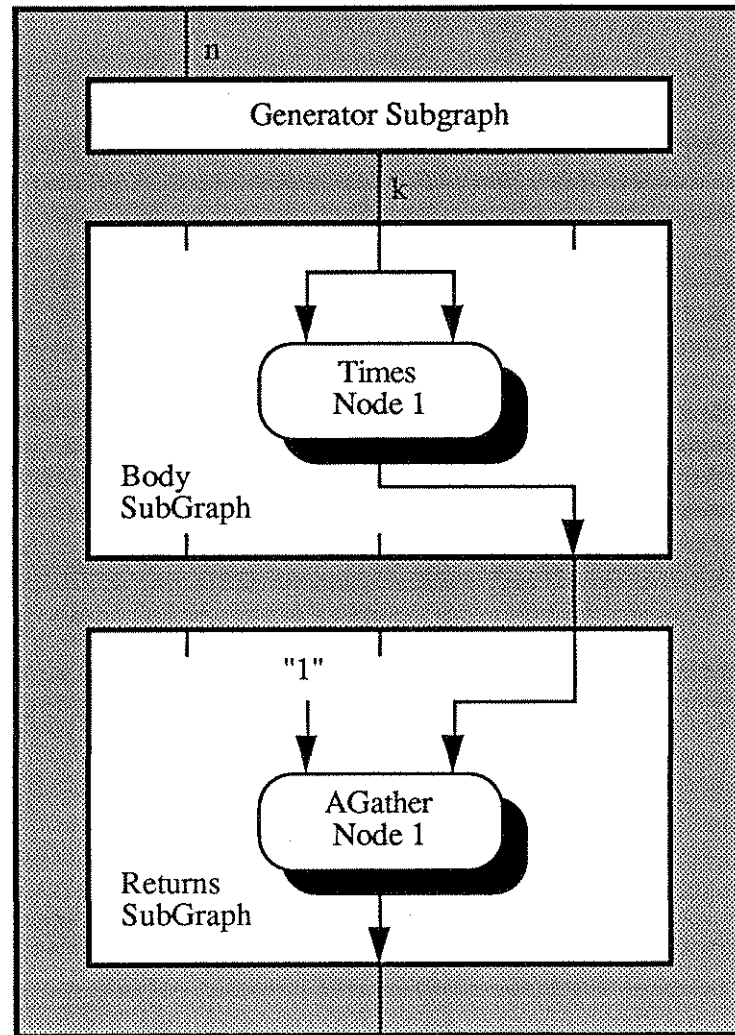 n
Generator Subgraph
k
Times
Node 1
Body
SubGraph
"1"
AGather
Node 1
Returns
SubGraph